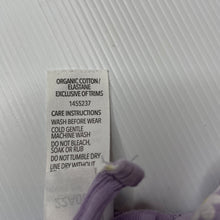 ORGANIC COTTON /
ELASTANE
EXCLUSIVE OF TRIMS
1455237
CARE INSTRUCTIONS
WASH BEFORE WEAR
COLD GENTLE
MACHINE WASH
DO NOT BLEACH,
SOAK OR RUB
DO NOT TUMBLE DRY
LINE DRY